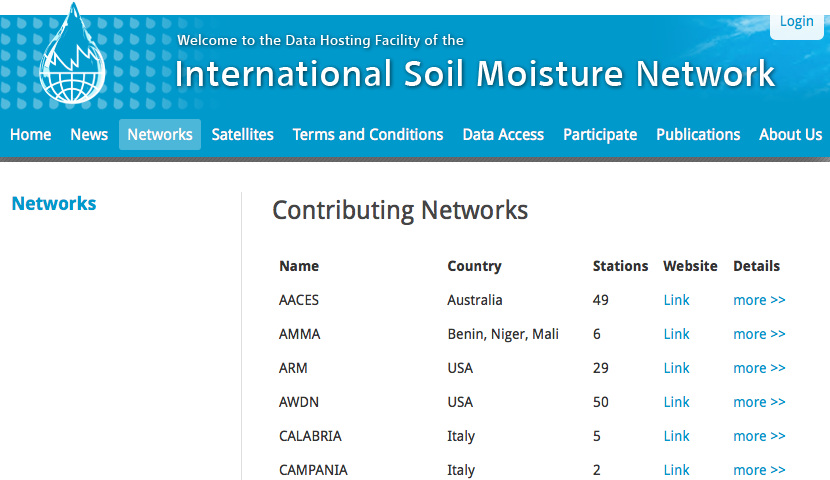 Login
Welcome to the Data Hosting Facility of the
International Soil Moisture Network
Home News Networks Satellites Terms and Conditions Data Access Participate Publications About Us
Networks
Contributing Networks
Name Country Stations Website Details
AACES Australia 49 Link more >>
AMMA Benin, Niger, Mali 6 Link more >>
ARM USA 29 Link more >>
AWDN USA 50 Link more >>
CALABRIA Italy 5 Link more >>
CAMPANIA Italy 2 Link more >>